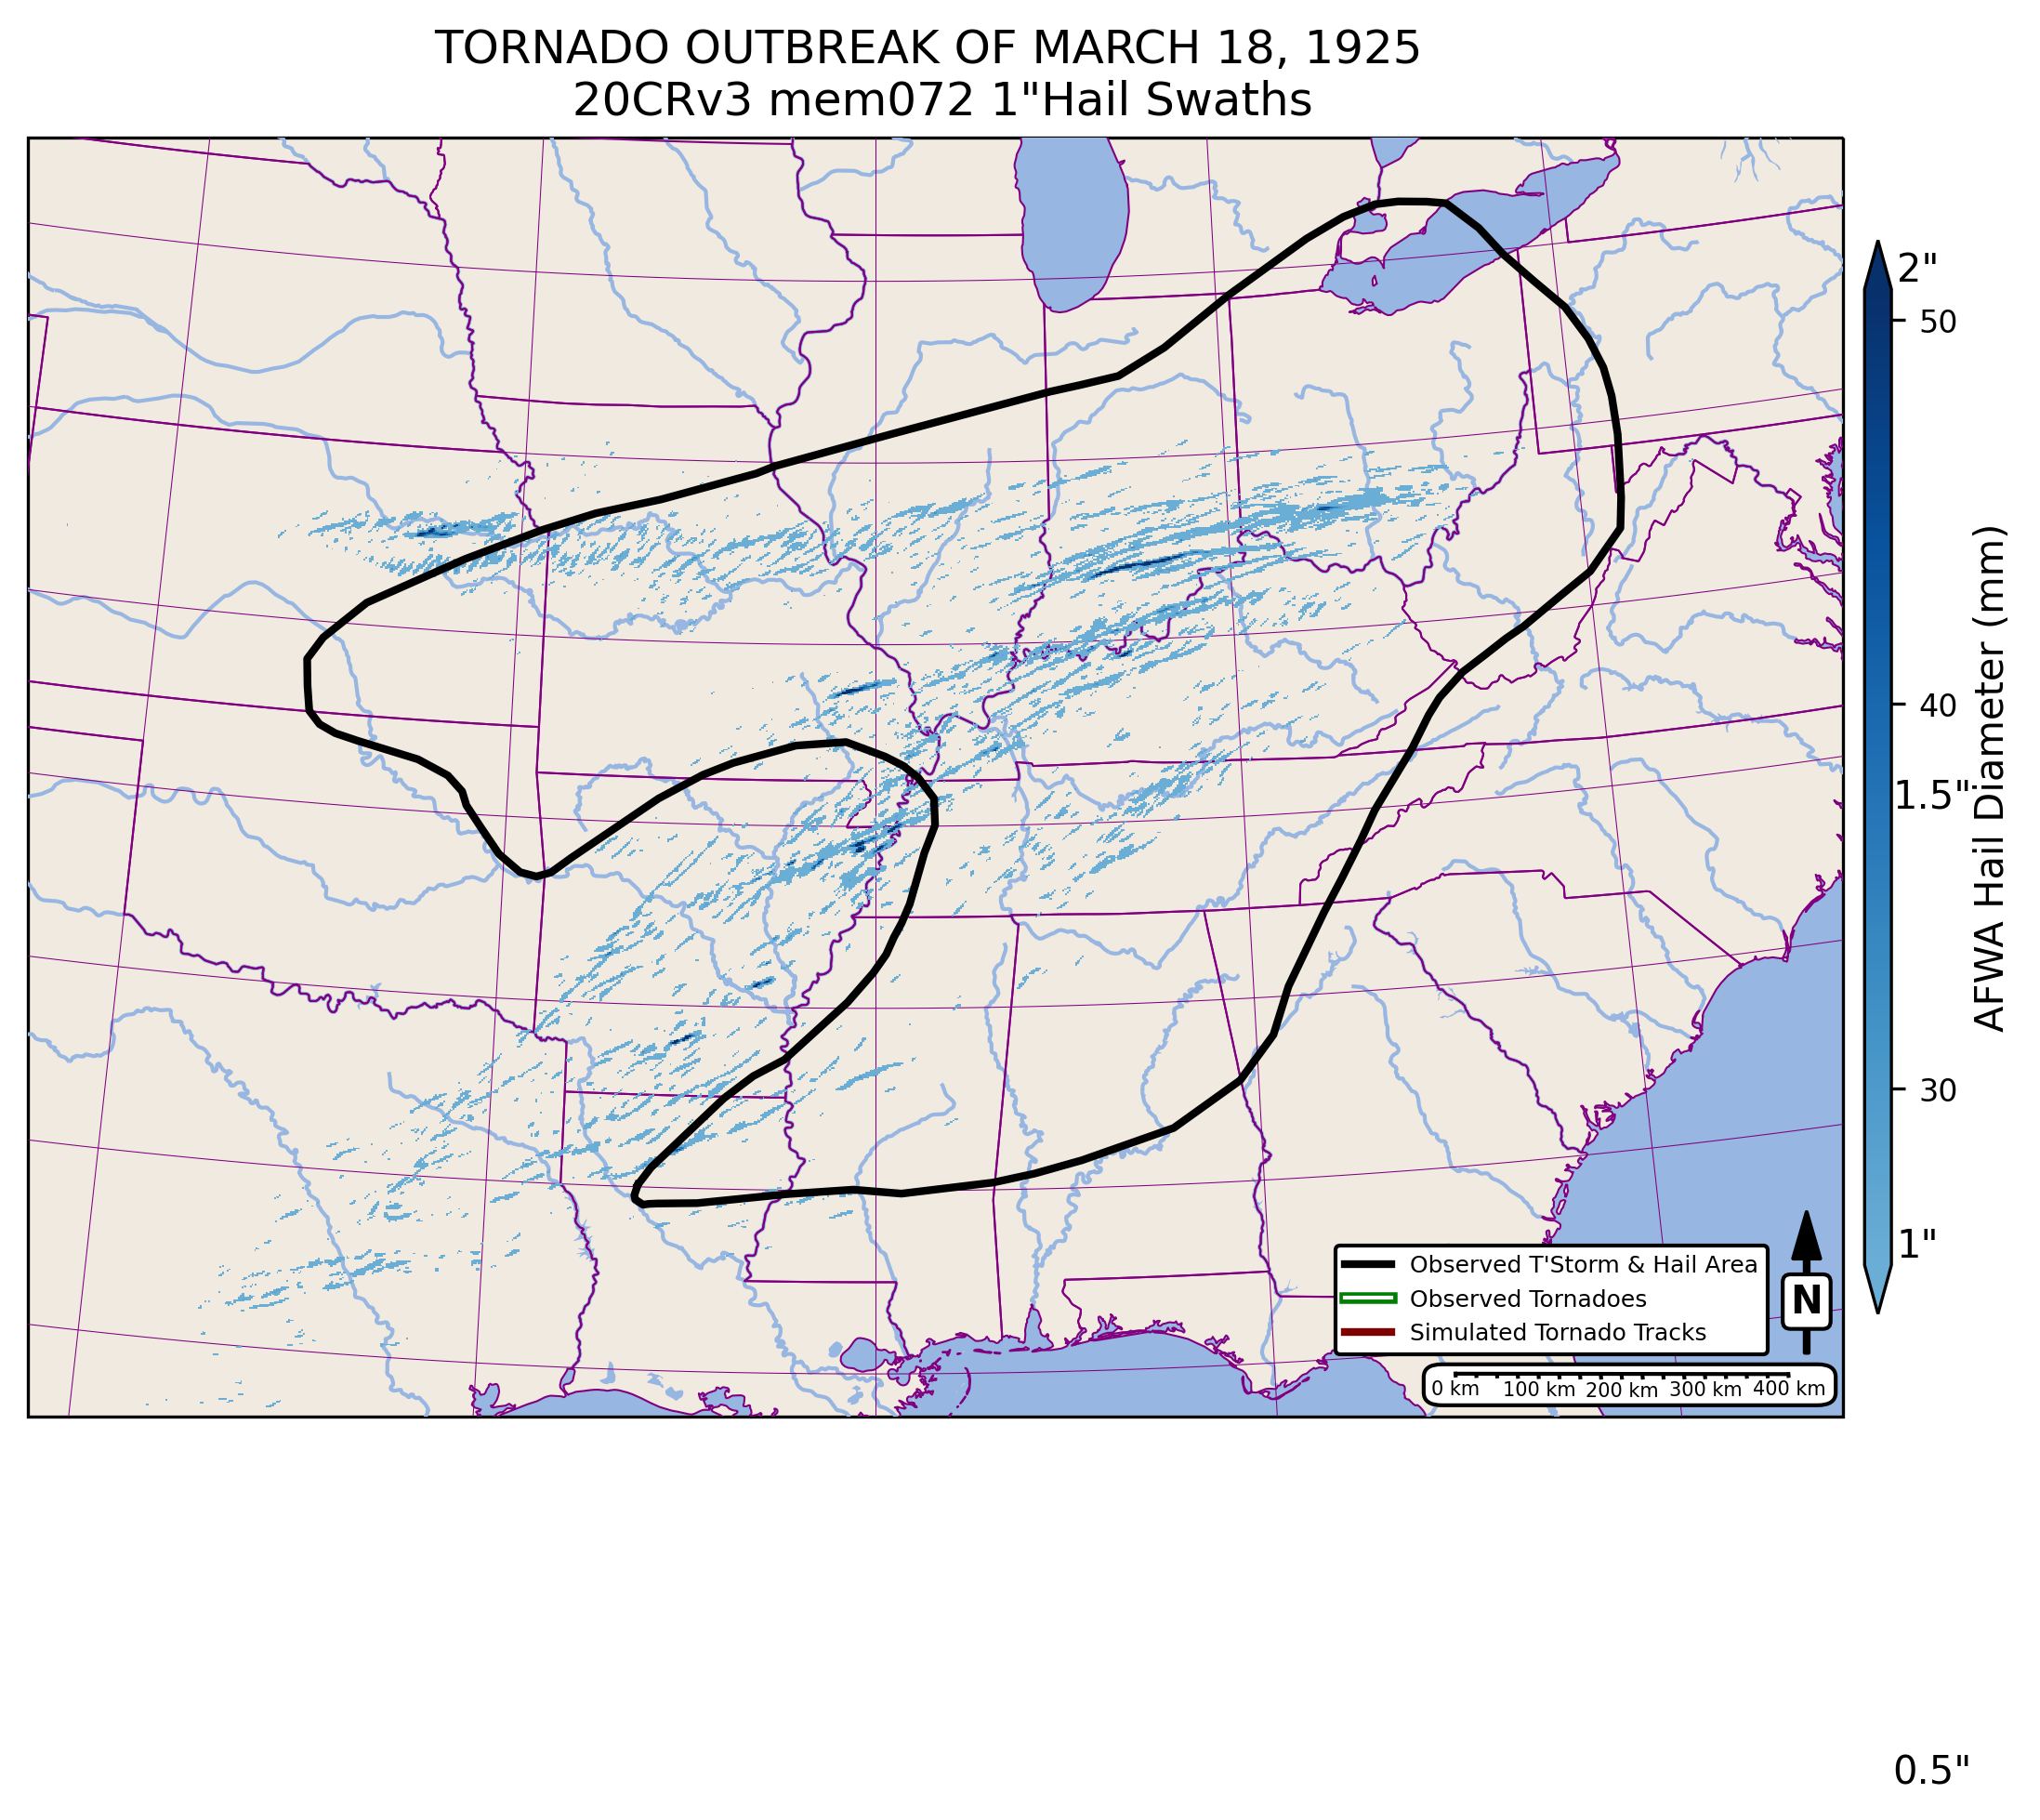 TORNADO OUTBREAK OF MARCH 18, 1925
20CRv3 mem072 1"Hail Swaths
2"
50
40
1.5"
30
1"
AFWA Hail Diameter (mm)
Observed T'Storm & Hail Area
Observed Tornadoes
Simulated Tornado Tracks
N
0 km 100 km 200 km 300 km 400 km
0.5"